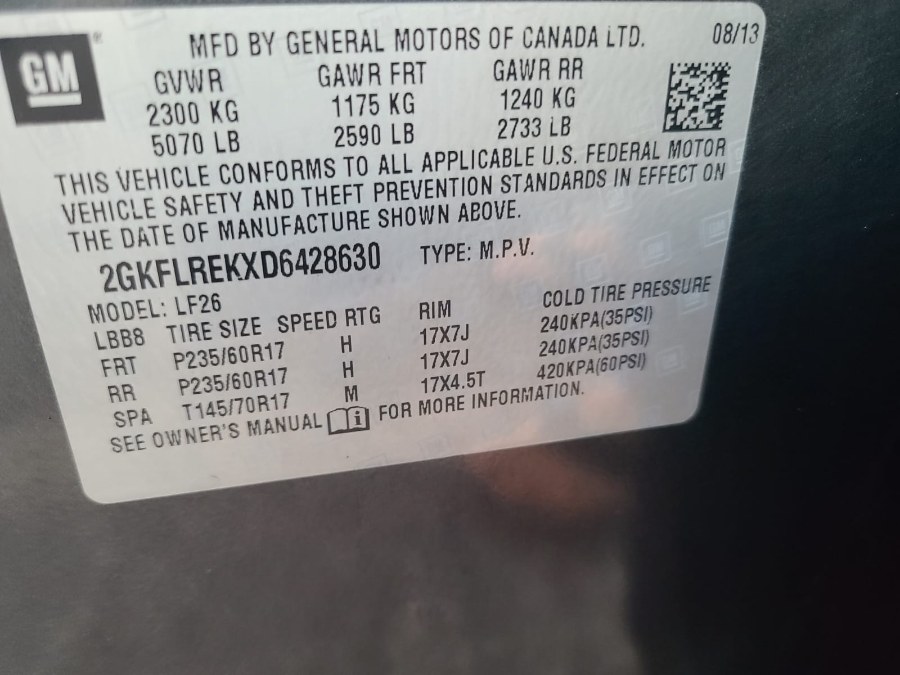 GM ®
MFD BY GENERAL MOTORS OF CANADA LTD. 08/13
GVWR GAWR FRT GAWR RR
2300 KG 1175 KG 1240 KG
5070 LB 2590 LB 2733 LB
THIS VEHICLE CONFORMS TO ALL APPLICABLE U.S. FEDERAL MOTOR
VEHICLE SAFETY AND THEFT PREVENTION STANDARDS IN EFFECT ON
THE DATE OF MANUFACTURE SHOWN ABOVE.
2GKFLREKXD6428630 TYPE: M.P.V.
MODEL: LF26
LBB8 TIRE SIZE SPEED RTG RIM COLD TIRE PRESSURE
FRT P235/60R17 H 17X7J 240KPA(35PSI)
RR P235/60R17 H 17X7J 240KPA(35PSI)
SPA T145/70R17 M 17X4.5T 420KPA(60PSI)
SEE OWNER'S MANUAL i FOR MORE INFORMATION.